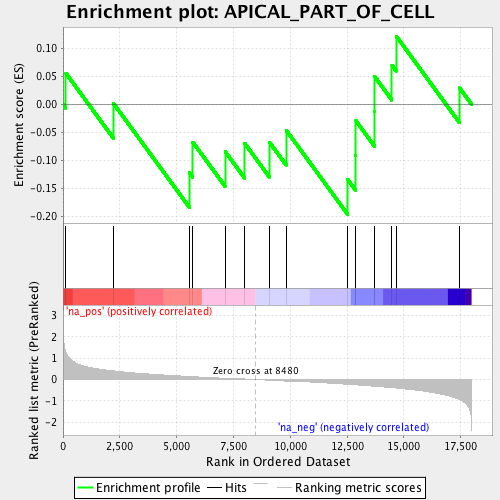 Enrichment plot: APICAL_PART_OF_CELL
Enrichment score (ES)
0.10
0.05
0.00
-0.05
-0.10
-0.15
-0.20
'na_pos' (positively correlated)
Ranked list metric (PreRanked)
3
2
1
0
-1
-2
Zero cross at 8480
'na_neg' (negatively correlated)
0
2,500
5,000
7,500
10,000
12,500
15,000
17,500
Rank in Ordered Dataset
Enrichment profile
Hits
Ranking metric scores